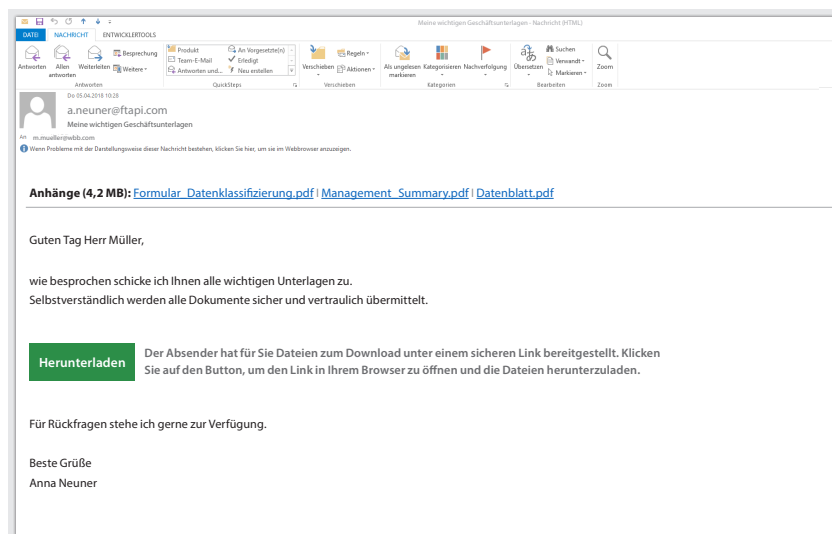 Meine wichtigen Geschäftsunterlagen - Nachricht (HTML)
DATEI NACHRICHT ENTWICKLERTOOLS
Antworten
Allen antworten
Weiterleiten
Besprechung
Weitere
Antworten
Produkt
Team-E-Mail
Antworten und...
An Vorgesetzte(n)
Erledigt
Neu erstellen
QuickSteps
Verschieben
Regeln
Aktionen
Verschieben
Als ungelesen markieren
Kategorisieren
Nachverfolgung
Kategorien
Übersetzen
Suchen
Verwandt
Markieren
Bearbeiten
Zoom
Zoom
Do 05.04.2018 10:28
a.neuner@ftapi.com
Meine wichtigen Geschäftsunterlagen
An m.mueller@wbb.com
Wenn Probleme mit der Darstellungsweise dieser Nachricht bestehen, klicken Sie hier, um sie im Webbrowser anzuzeigen.
Anhänge (4,2 MB): Formular_Datenklassifizierung.pdf | Management_Summary.pdf | Datenblatt.pdf
Guten Tag Herr Müller,
wie besprochen schicke ich Ihnen alle wichtigen Unterlagen zu.
Selbstverständlich werden alle Dokumente sicher und vertraulich übermittelt.
Herunterladen
Der Absender hat für Sie Dateien zum Download unter einem sicheren Link bereitgestellt. Klicken
Sie auf den Button, um den Link in Ihrem Browser zu öffnen und die Dateien herunterzuladen.
Für Rückfragen stehe ich gerne zur Verfügung.
Beste Grüße
Anna Neuner